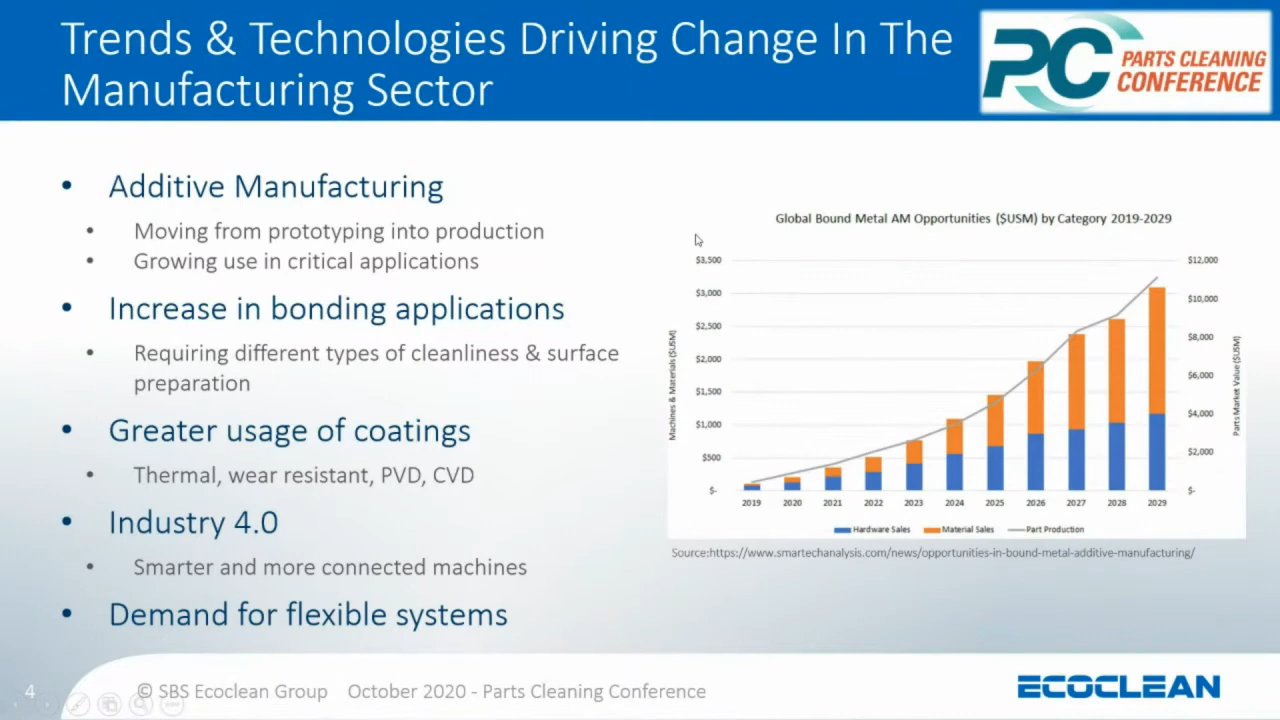 Trends & Technologies Driving Change In The
Manufacturing Sector
PC PARTS CLEANING
CONFERENCE
• Additive Manufacturing
• Moving from prototyping into production
• Growing use in critical applications
• Increase in bonding applications
• Requiring different types of cleanliness & surface
preparation
• Greater usage of coatings
• Thermal, wear resistant, PVD, CVD
• Industry 4.0
• Smarter and more connected machines
• Demand for flexible systems
Global Bound Metal AM Opportunities ($USM) by Category 2019-2029
Machines & Materials ($USM)
$3,500
$3,000
$2,500
$2,000
$1,500
$1,000
$500
$-
$12,000
$10,000
$8,000
$6,000
$4,000
$2,000
$-
Parts Market Value ($USM)
2019 2020 2021 2022 2023 2024 2025 2026 2027 2028 2029
Hardware Sales Material Sales Part Production
Source:https://www.smartechanalysis.com/news/opportunities-in-bound-metal-additive-manufacturing/
4
© SBS Ecoclean Group October 2020 - Parts Cleaning Conference
ECOCLEAN